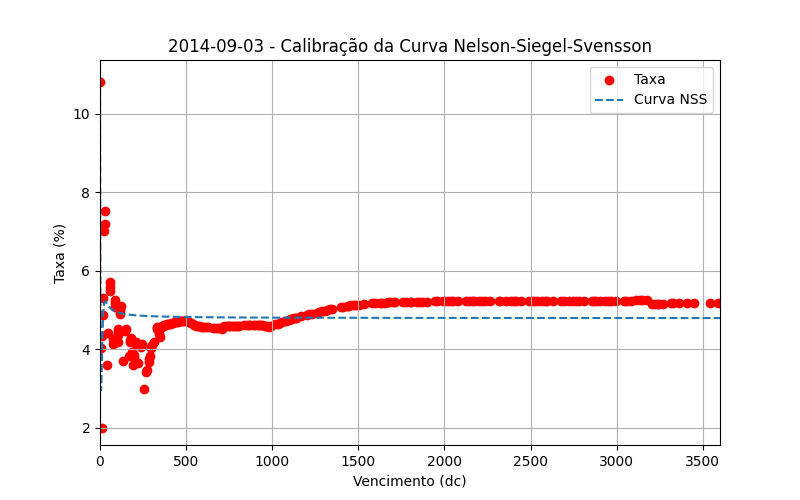 2014-09-03 - Calibração da Curva Nelson-Siegel-Svensson
Taxa
Curva NSS
Taxa (%)
10
8
6
4
2
0 500 1000 1500 2000 2500 3000 3500
Vencimento (dc)